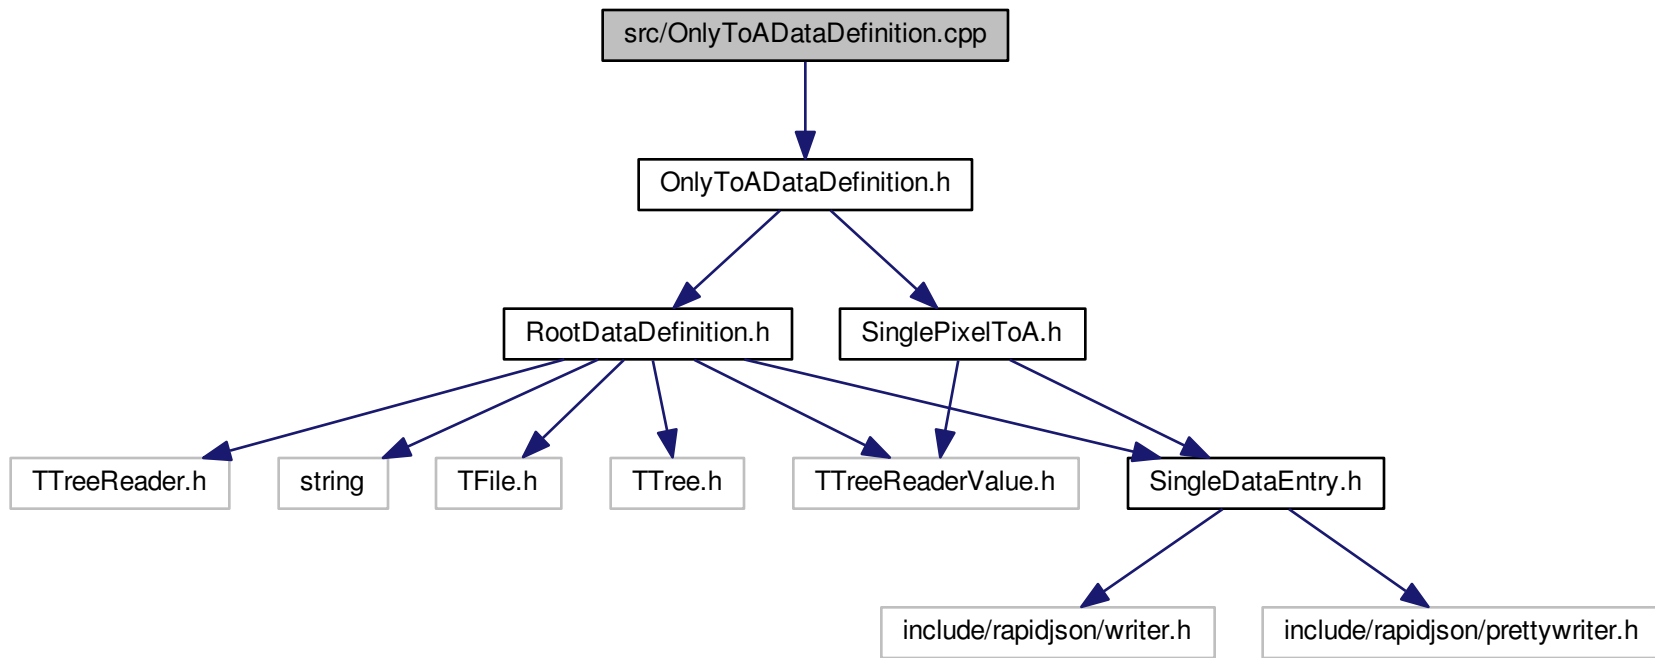 src/OnlyToADataDefinition.cpp
OnlyToADataDefinition.h
RootDataDefinition.h
SinglePixelToA.h
TTreeReader.h
string
TFile.h
TTree.h
TTreeReaderValue.h
SingleDataEntry.h
include/rapidjson/writer.h
include/rapidjson/prettywriter.h